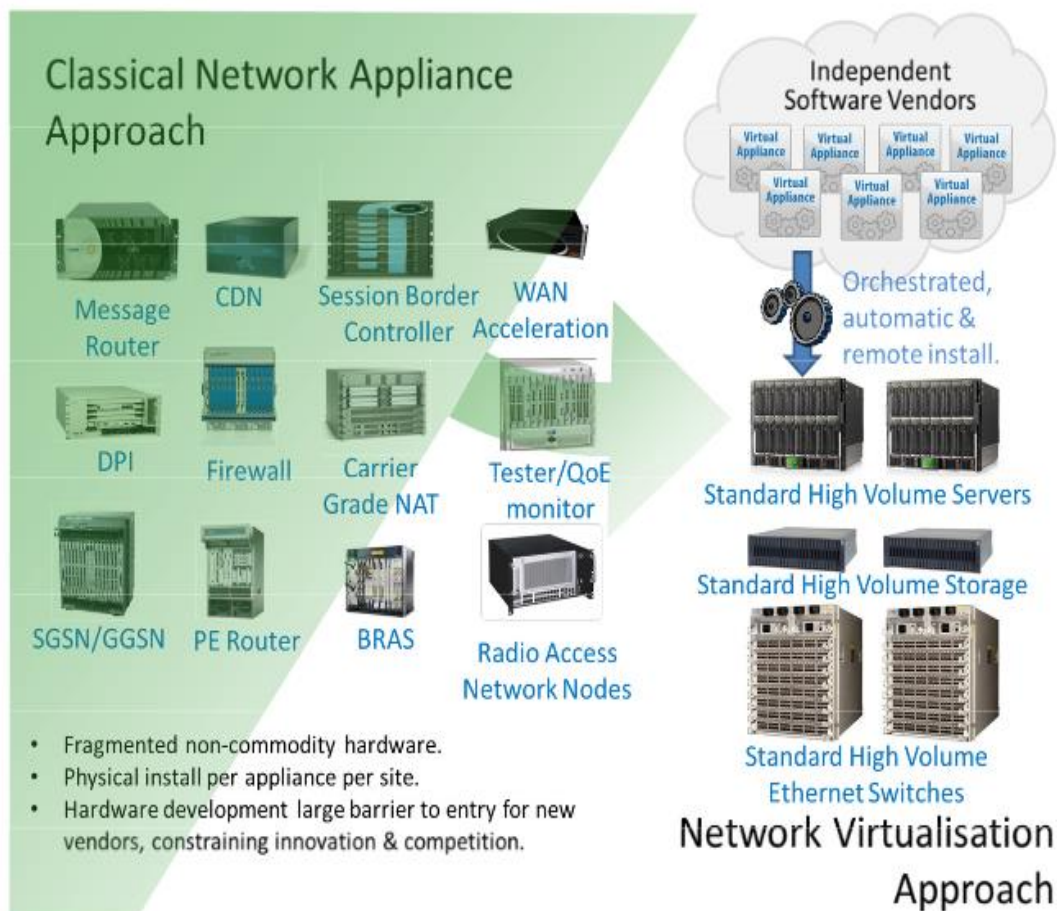 Classical Network Appliance
Approach
Message
Router
CDN
Session Border
Controller
WAN
Acceleration
DPI
Firewall
Carrier
Grade NAT
Tester/QoE
monitor
SGSN/GGSN
PE Router
BRAS
Radio Access
Network Nodes
• Fragmented non-commodity hardware.
• Physical install per appliance per site.
• Hardware development large barrier to entry for new
vendors, constraining innovation & competition.
Independent
Software Vendors
Virtual
Appliance
Virtual
Appliance
Virtual
Appliance
Virtual
Appliance
Virtual
Appliance
Virtual
Appliance
Virtual
Appliance
Orchestrated,
automatic &
remote install.
Standard High Volume Servers
Standard High Volume Storage
Standard High Volume
Ethernet Switches
Network Virtualisation
Approach